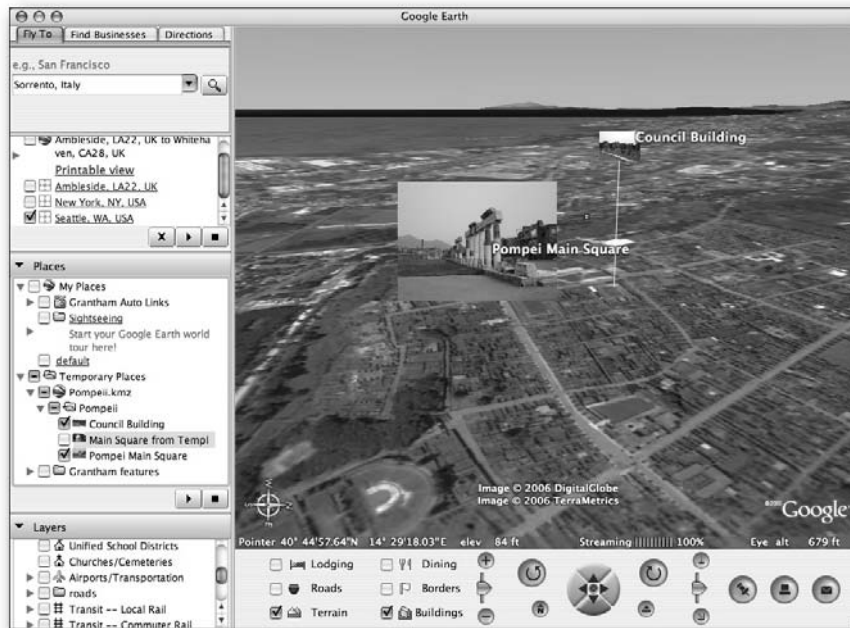 Google Earth
Fly To
Find Businesses
Directions
e.g., San Francisco
Sorrento, Italy
Ambleside, LA22, UK to Whiteha
ven, CA28, UK
Printable view
Ambleside, LA22, UK
New York, NY, USA
Seattle, WA, USA
Places
My Places
Grantham Auto Links
Sightseeing
Start your Google Earth world
tour here!
default
Temporary Places
Pompeii.kmz
Pompeii
Council Building
Main Square from Templ
Pompei Main Square
Grantham features
Layers
Unified School Districts
Churches/Cemeteries
Airports/Transportation
roads
Transit -- Local Rail
Transit -- Commuter Rail
Council Building
Pompei Main Square
W
N
S
E
Image © 2006 DigitalGlobe
Image © 2006 TerraMetrics
Google
Pointer 40° 44'57.64"N 14° 29'18.03"E elev 84 ft Streaming 100% Eye alt 679 ft
Lodging
Dining
Roads
Borders
Terrain
Buildings